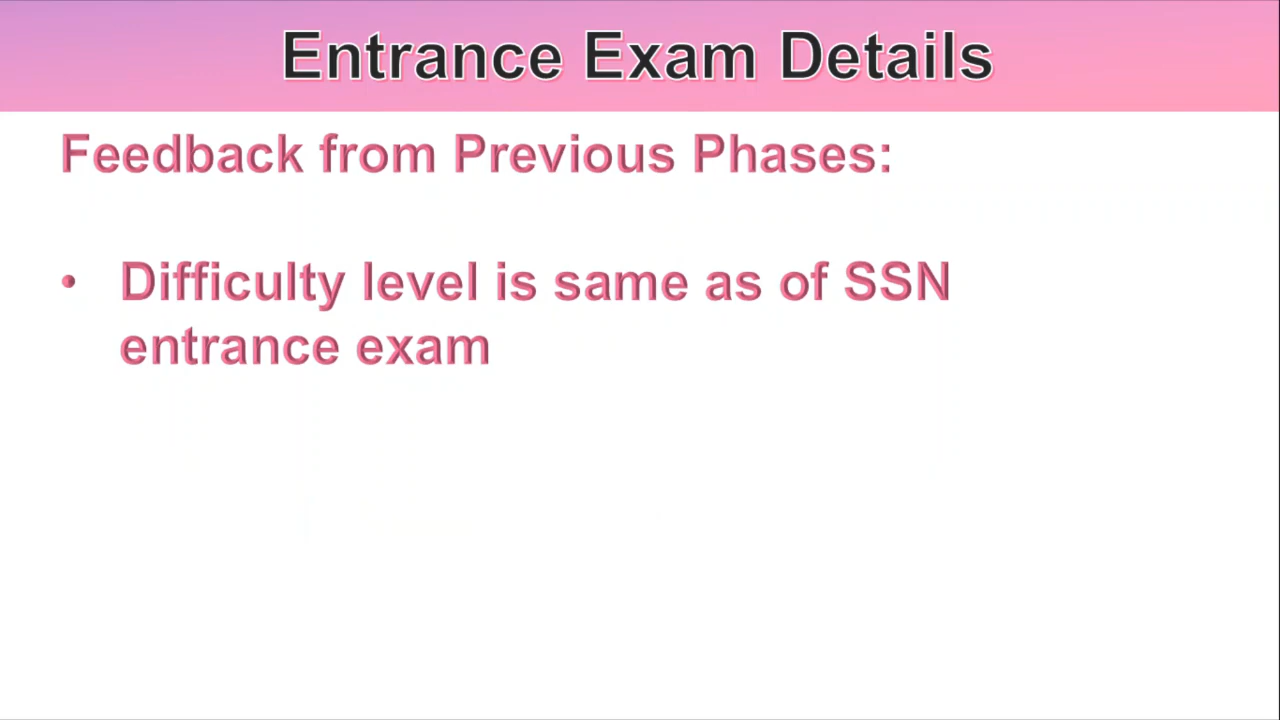 Entrance Exam Details
Feedback from Previous Phases:
• Difficulty level is same as of SSN
entrance exam